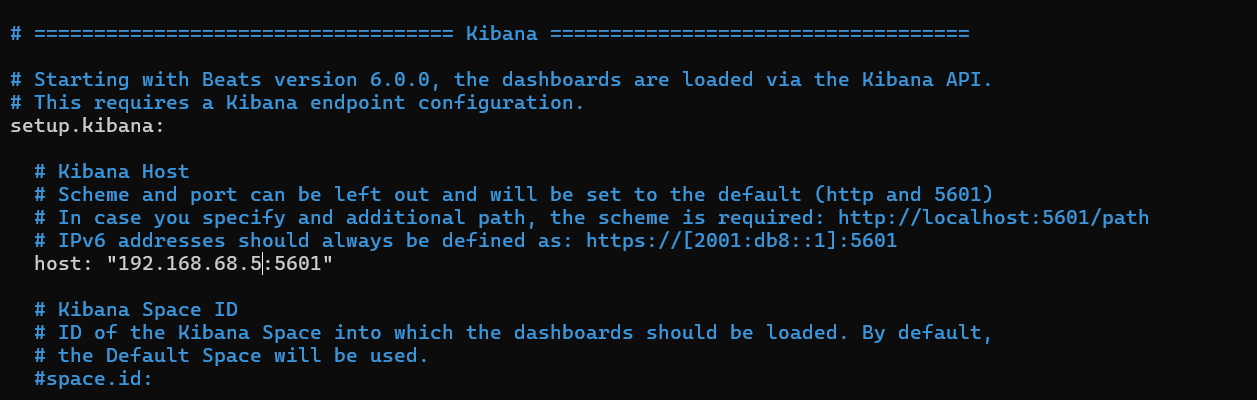 # =================================== Kibana ===================================
# Starting with Beats version 6.0.0, the dashboards are loaded via the Kibana API.
# This requires a Kibana endpoint configuration.
setup.kibana:
# Kibana Host
# Scheme and port can be left out and will be set to the default (http and 5601)
# In case you specify and additional path, the scheme is required: http://localhost:5601/path
# IPv6 addresses should always be defined as: https://[2001:db8::1]:5601
host: "192.168.68.5:5601"
# Kibana Space ID
# ID of the Kibana Space into which the dashboards should be loaded. By default,
# the Default Space will be used.
#space.id: